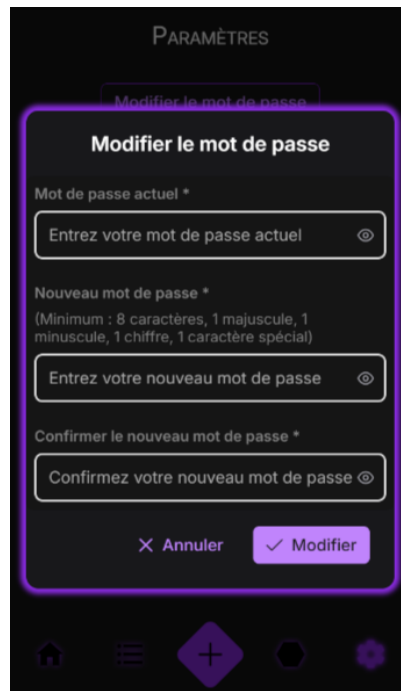 PARAMÈTRES
Modifier le mot de passe
Modifier le mot de passe
Mot de passe actuel *
Entrez votre mot de passe actuel
Nouveau mot de passe *
(Minimum : 8 caractères, 1 majuscule, 1
minuscule, 1 chiffre, 1 caractère spécial)
Entrez votre nouveau mot de passe
Confirmer le nouveau mot de passe *
Confirmez votre nouveau mot de passe
Annuler
Modifier